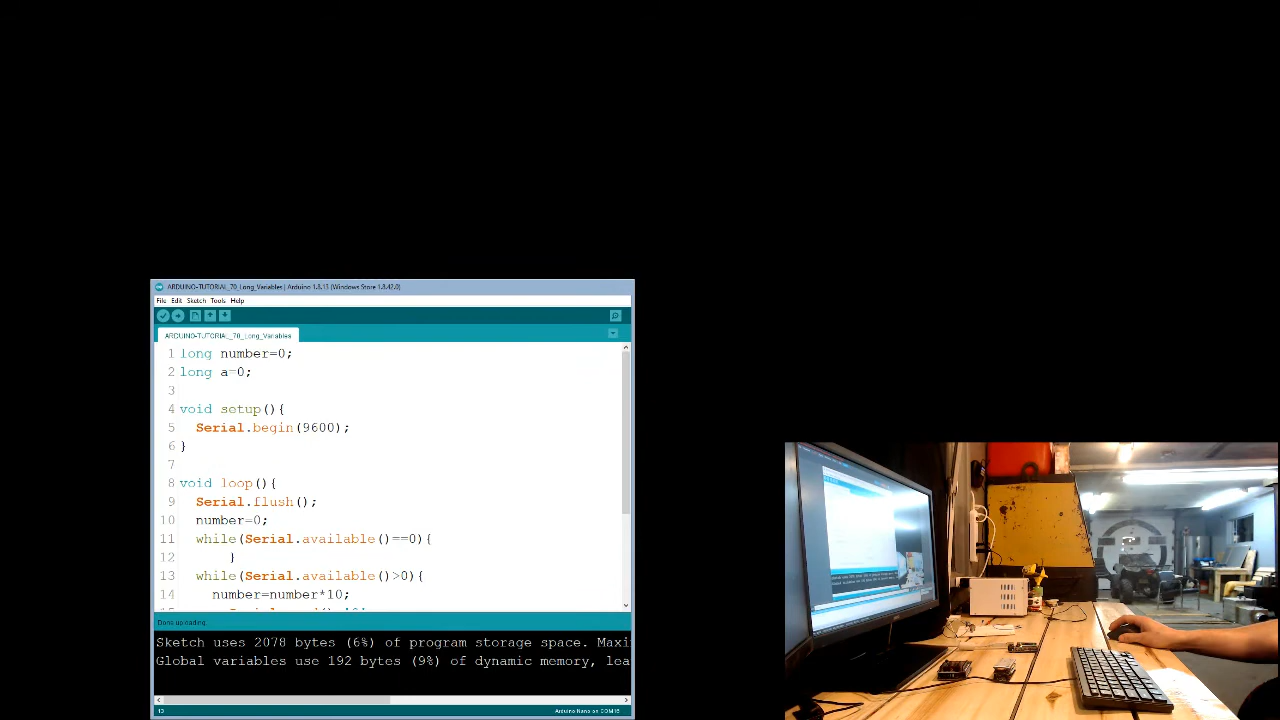 ARDUINO-TUTORIAL_70_Long_Variables | Arduino 1.8.13 (Windows Store 1.8.42.0)
File Edit Sketch Tools Help
ARDUINO-TUTORIAL_70_Long_Variables
1 long number=0;
2 long a=0;
3
4 void setup(){
5 Serial.begin(9600);
6 }
7
8 void loop(){
9 Serial.flush();
10 number=0;
11 while(Serial.available()==0){
12 }
13 while(Serial.available()>0){
14 number=number*10;
Done uploading.
Sketch uses 2078 bytes (6%) of program storage space. Maxi
Global variables use 192 bytes (9%) of dynamic memory, lea
13 Arduino Nano on COM16